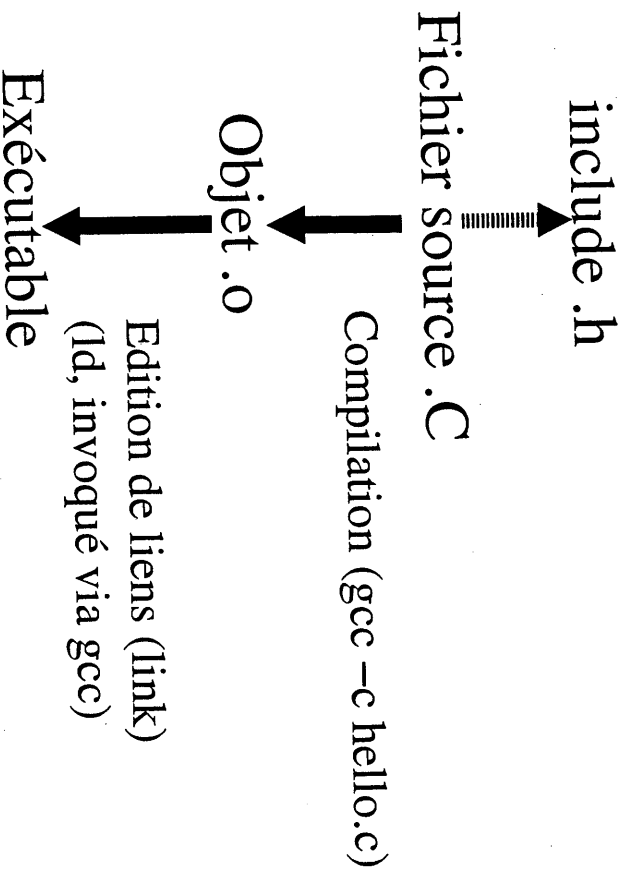 include .h
Fichier source .C
Compilation (gcc –c hello.c)
Objet .o
Edition de liens (link)
(ld, invoqué via gcc)
Exécutable